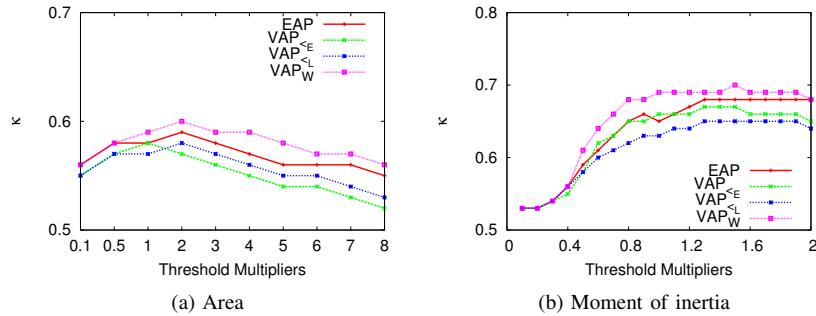 0.7
0.6
0.5
κ
0.1 0.5 1 2 3 4 5 6 7 8
Threshold Multipliers
EAP
VAP<E
VAP<L
VAPW
(a) Area
0.8
0.7
0.6
0.5
κ
0 0.4 0.8 1.2 1.6 2
Threshold Multipliers
EAP
VAP<E
VAP<L
VAPW
(b) Moment of inertia